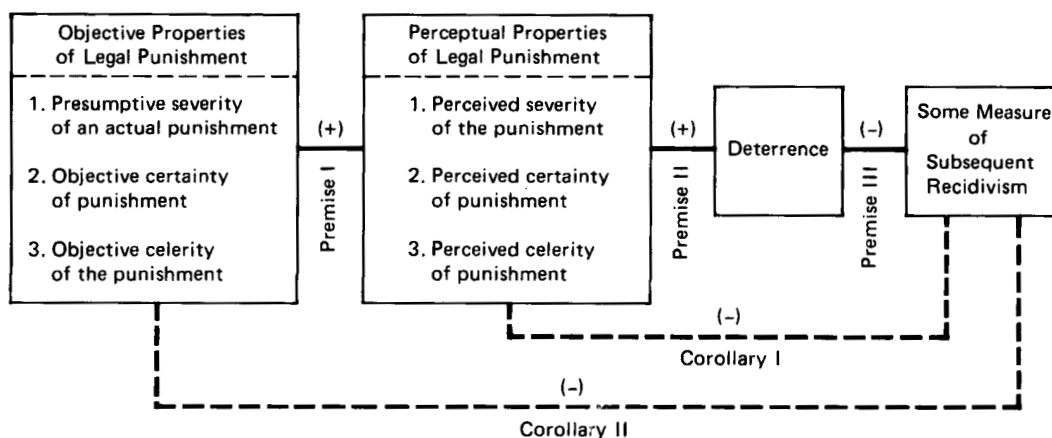 Objective Properties
of Legal Punishment
1. Presumptive severity
of an actual punishment
2. Objective certainty
of punishment
3. Objective celerity
of the punishment
(+)
Premise I
Perceptual Properties
of Legal Punishment
1. Perceived severity
of the punishment
2. Perceived certainty
of punishment
3. Perceived celerity
of punishment
(+)
Premise II
Deterrence
(-)
Premise III
Some Measure
of
Subsequent
Recidivism
(-)
Corollary I
(-)
Corollary II